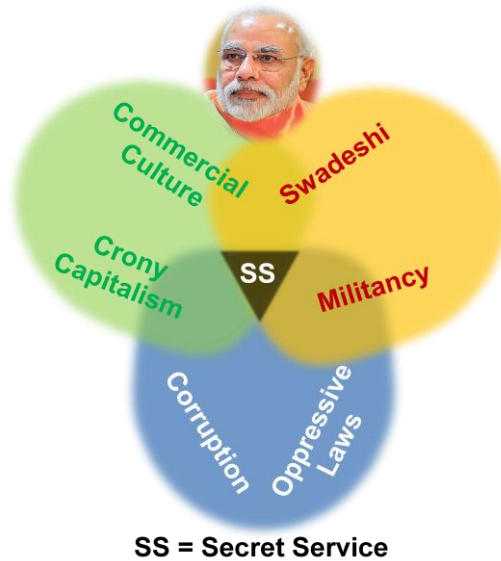 Commercial
Culture
Swadeshi
Crony
Capitalism
SS
Militancy
Corruption
Oppressive
Laws
SS = Secret Service